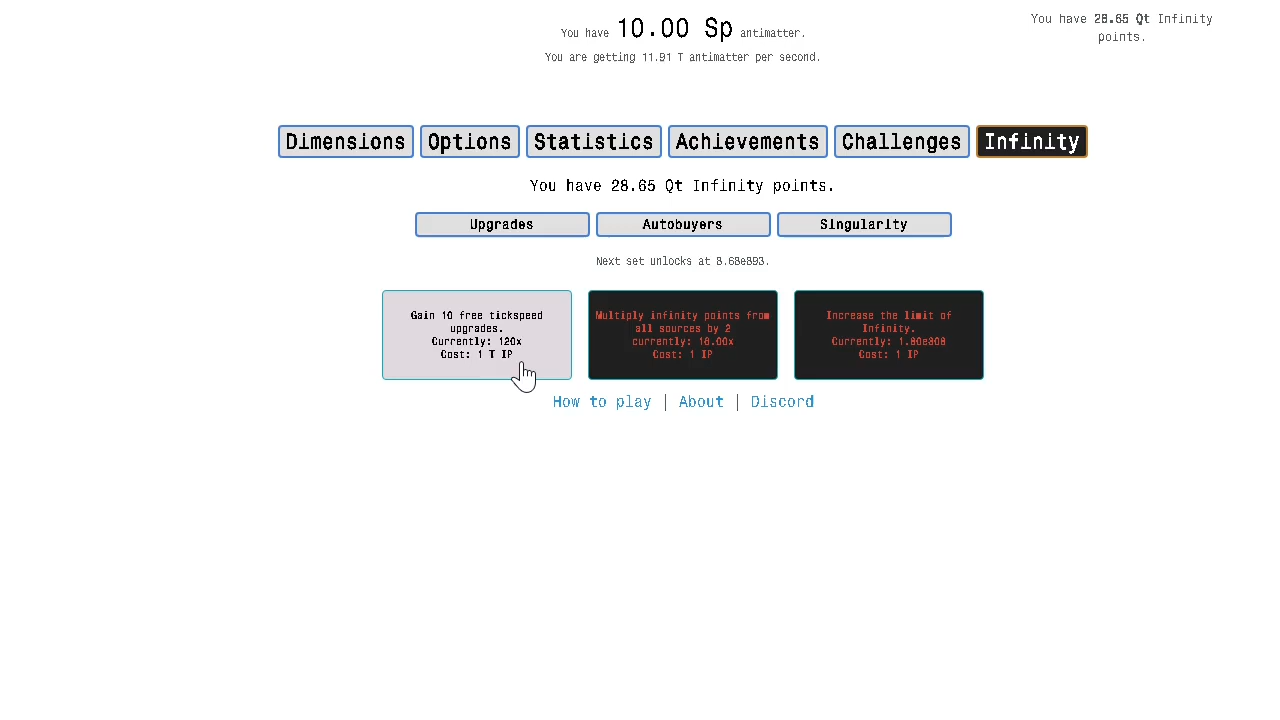 You have 10.00 Sp antimatter.
You are getting 11.91 T antimatter per second.
You have 28.65 Qt Infinity
points.
Dimensions Options Statistics Achievements Challenges Infinity
You have 28.65 Qt Infinity points.
Upgrades Autobuyers Singularity
Next set unlocks at 8.68e893.
Gain 10 free tickspeed
upgrades.
Currently: 120x
Cost: 1 T IP
Multiply infinity points from
all sources by 2
currently: 16.00x
Cost: 1 IP
Increase the limit of
Infinity.
Currently: 1.80e308
Cost: 1 IP
How to play | About | Discord